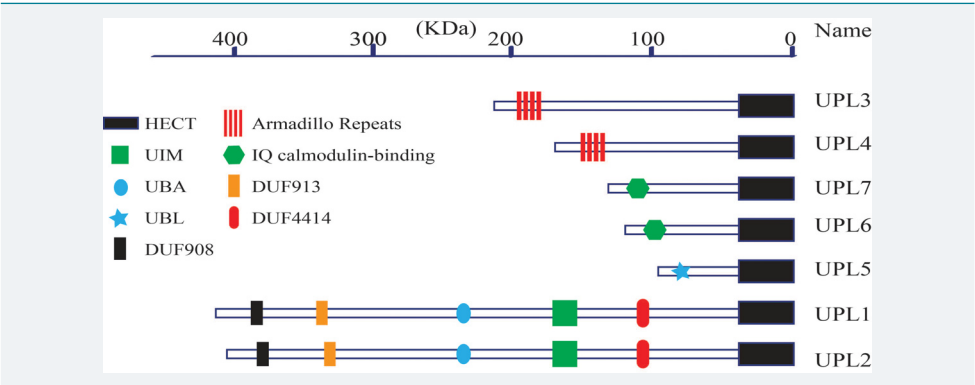 (KDa)
400 300 200 100 0 Name
UPL3
HECT Armadillo Repeats
UPL4
UIM IQ calmodulin-binding
UBA DUF913
UPL7
UBL DUF4414
UPL6
DUF908
UPL5
UPL1
UPL2